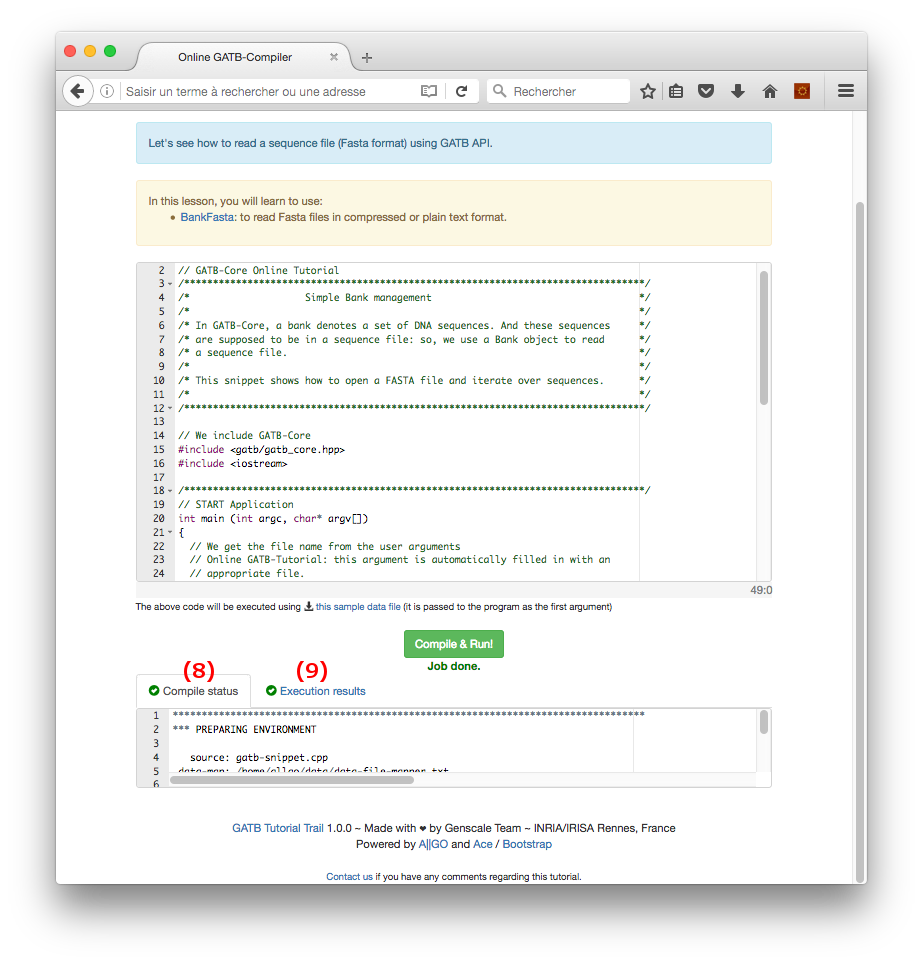 Online GATB-Compiler
Saisir un terme à rechercher ou une adresse
Rechercher
Let's see how to read a sequence file (Fasta format) using GATB API.
In this lesson, you will learn to use:
• BankFasta: to read Fasta files in compressed or plain text format.
2 // GATB-Core Online Tutorial
3 /********************************************************************************/
4 /* Simple Bank management */
5 /* */
6 /* In GATB-Core, a bank denotes a set of DNA sequences. And these sequences */
7 /* are supposed to be in a sequence file: so, we use a Bank object to read */
8 /* a sequence file. */
9 /* */
10 /* This snippet shows how to open a FASTA file and iterate over sequences. */
11 /* */
12 /********************************************************************************/
13
14 // We include GATB-Core
15 #include <gatb/gatb_core.hpp>
16 #include <iostream>
17
18 /********************************************************************************/
19 // START Application
20 int main (int argc, char* argv[])
21 {
22 // We get the file name from the user arguments
23 // Online GATB-Tutorial: this argument is automatically filled in with an
24 // appropriate file.
49:0
The above code will be executed using this sample data file (it is passed to the program as the first argument)
Compile & Run!
Job done.
(8) (9)
Compile status Execution results
1 **********************************************************************************
2 *** PREPARING ENVIRONMENT
3
4 source: gatb-snippet.cpp
5 data-map: /home/allgo/data/data-file-mapper.txt
6
GATB Tutorial Trail 1.0.0 ~ Made with ❤ by Genscale Team ~ INRIA/IRISA Rennes, France
Powered by A||GO and Ace / Bootstrap
Contact us if you have any comments regarding this tutorial.